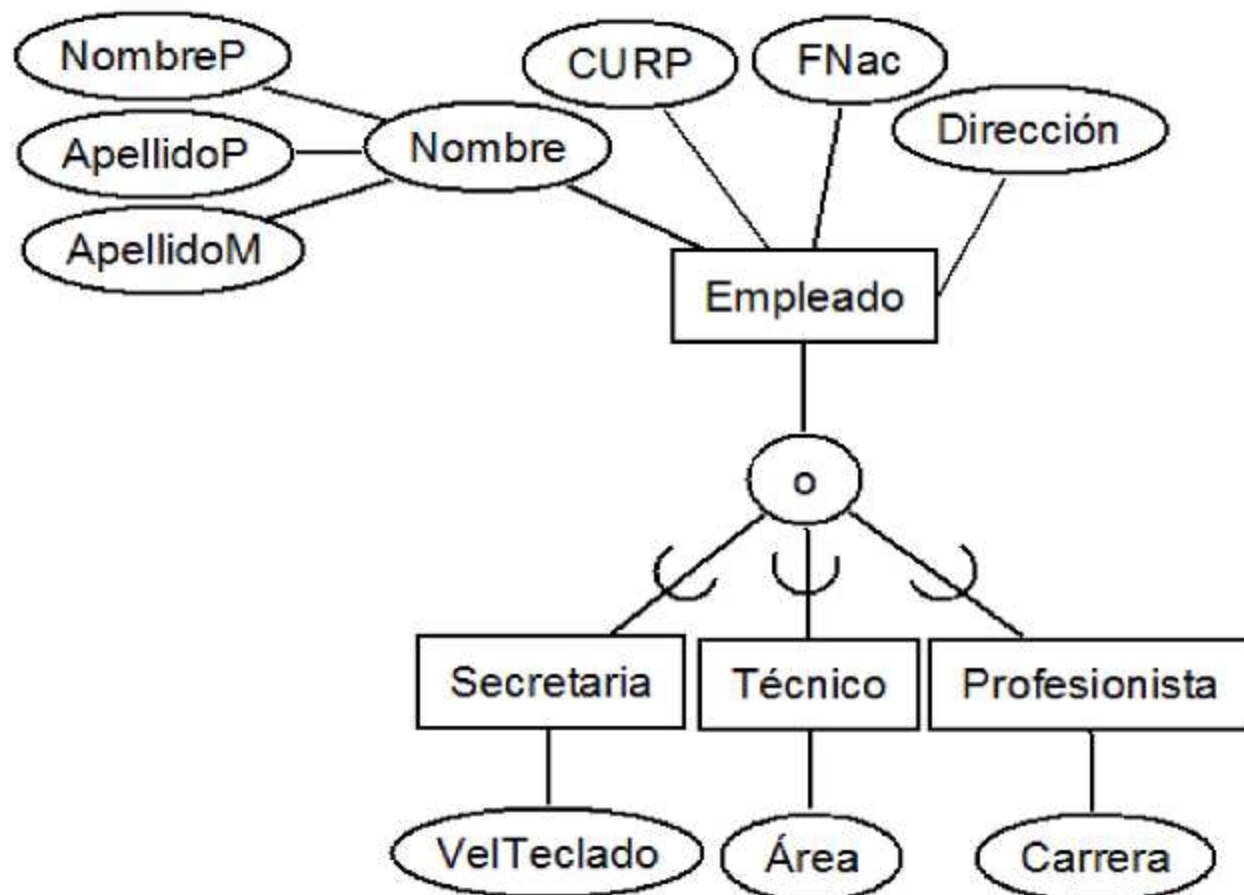 NombreP
CURP
FNac
ApellidoP
Nombre
Dirección
ApellidoM
Empleado
o
Secretaria
Técnico
Profesionista
VelTeclado
Área
Carrera